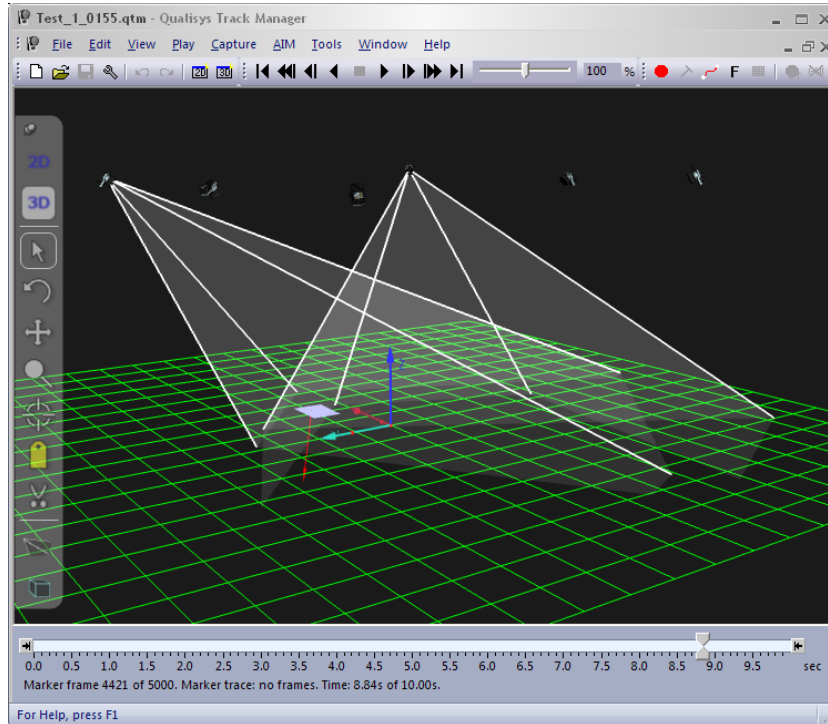 Test_1_0155.qtm - Qualisys Track Manager
File Edit View Play Capture AIM Tools Window Help
2D 3D 100 % F
2D
3D
z
0.0 0.5 1.0 1.5 2.0 2.5 3.0 3.5 4.0 4.5 5.0 5.5 6.0 6.5 7.0 7.5 8.0 8.5 9.0 9.5 sec
Marker frame 4421 of 5000. Marker trace: no frames. Time: 8.84s of 10.00s.
For Help, press F1